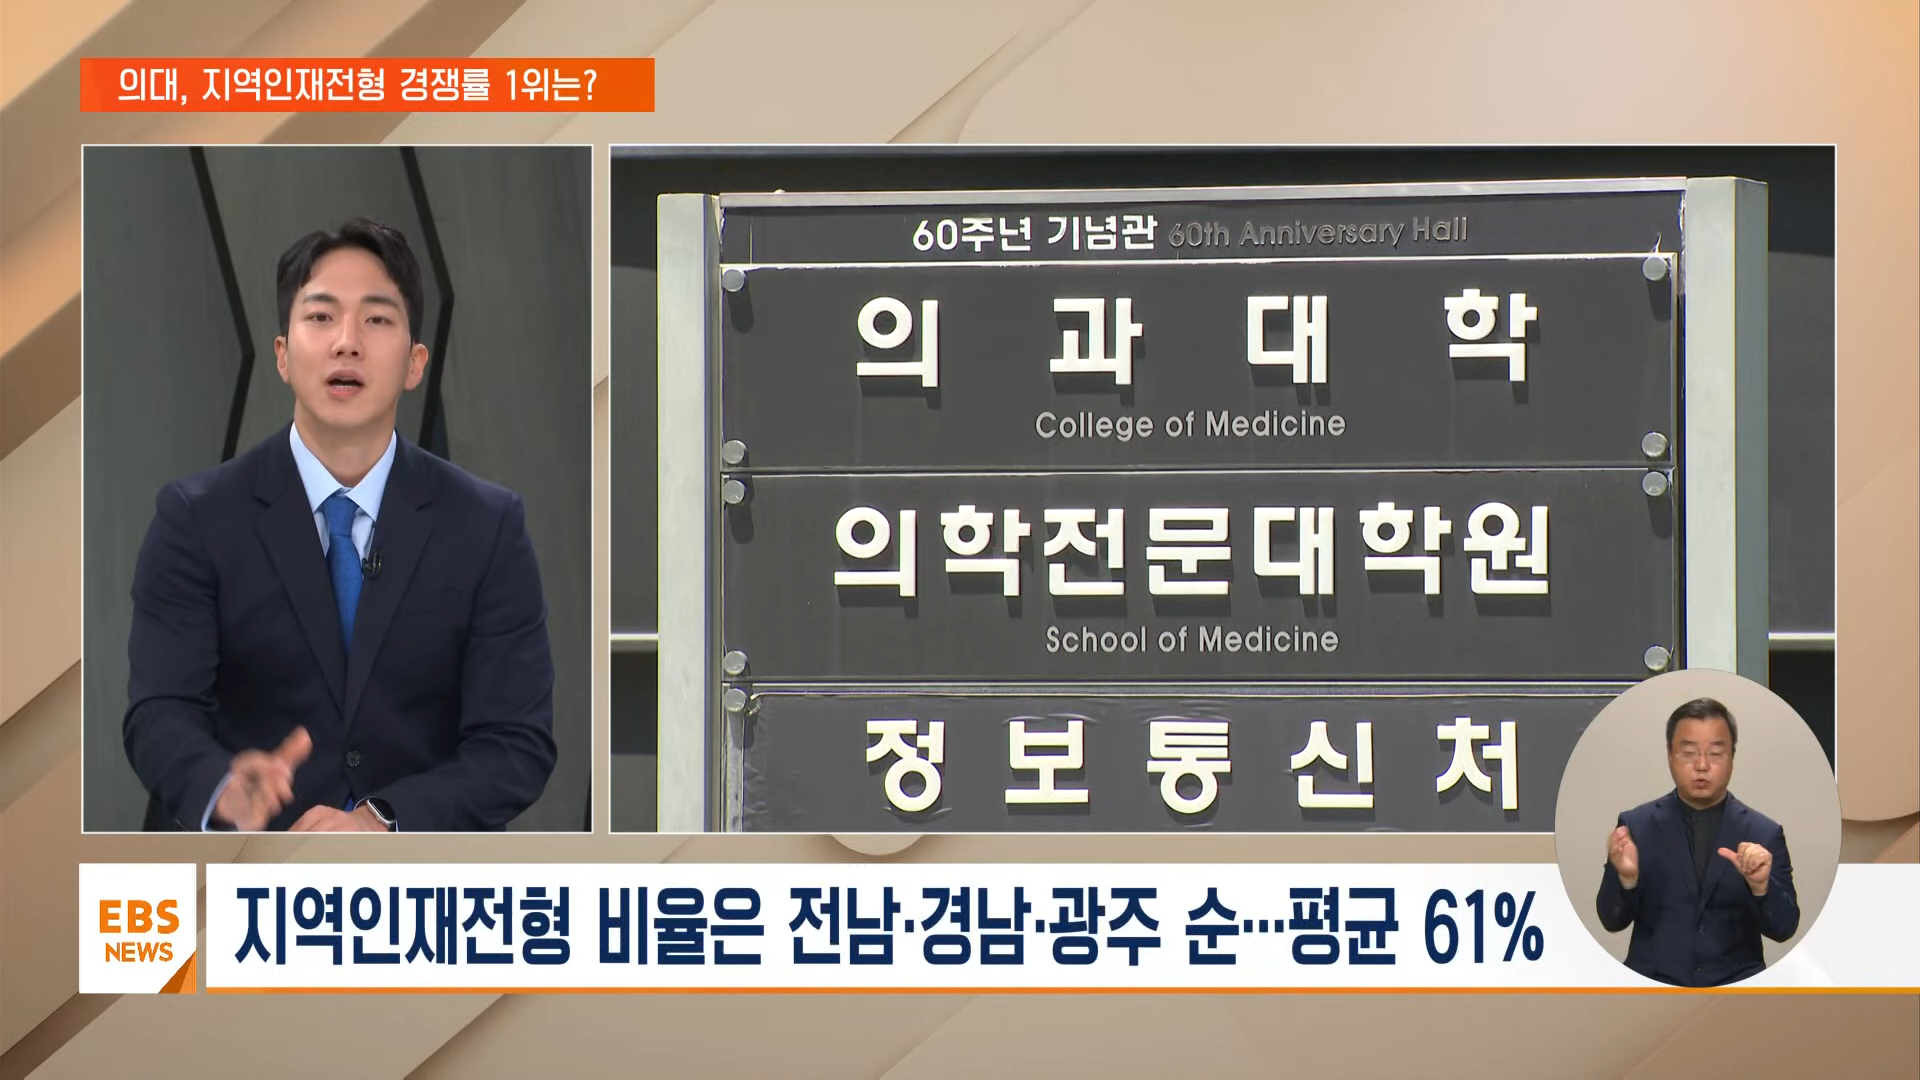 의대, 지역인재전형 경쟁률 1위는?
60주년 기념관 60th Anniversary Hall
의과대학
College of Medicine
의학전문대학원
School of Medicine
정보통신처
EBS
NEWS
지역인재전형 비율은 전남·경남·광주 순…평균 61%